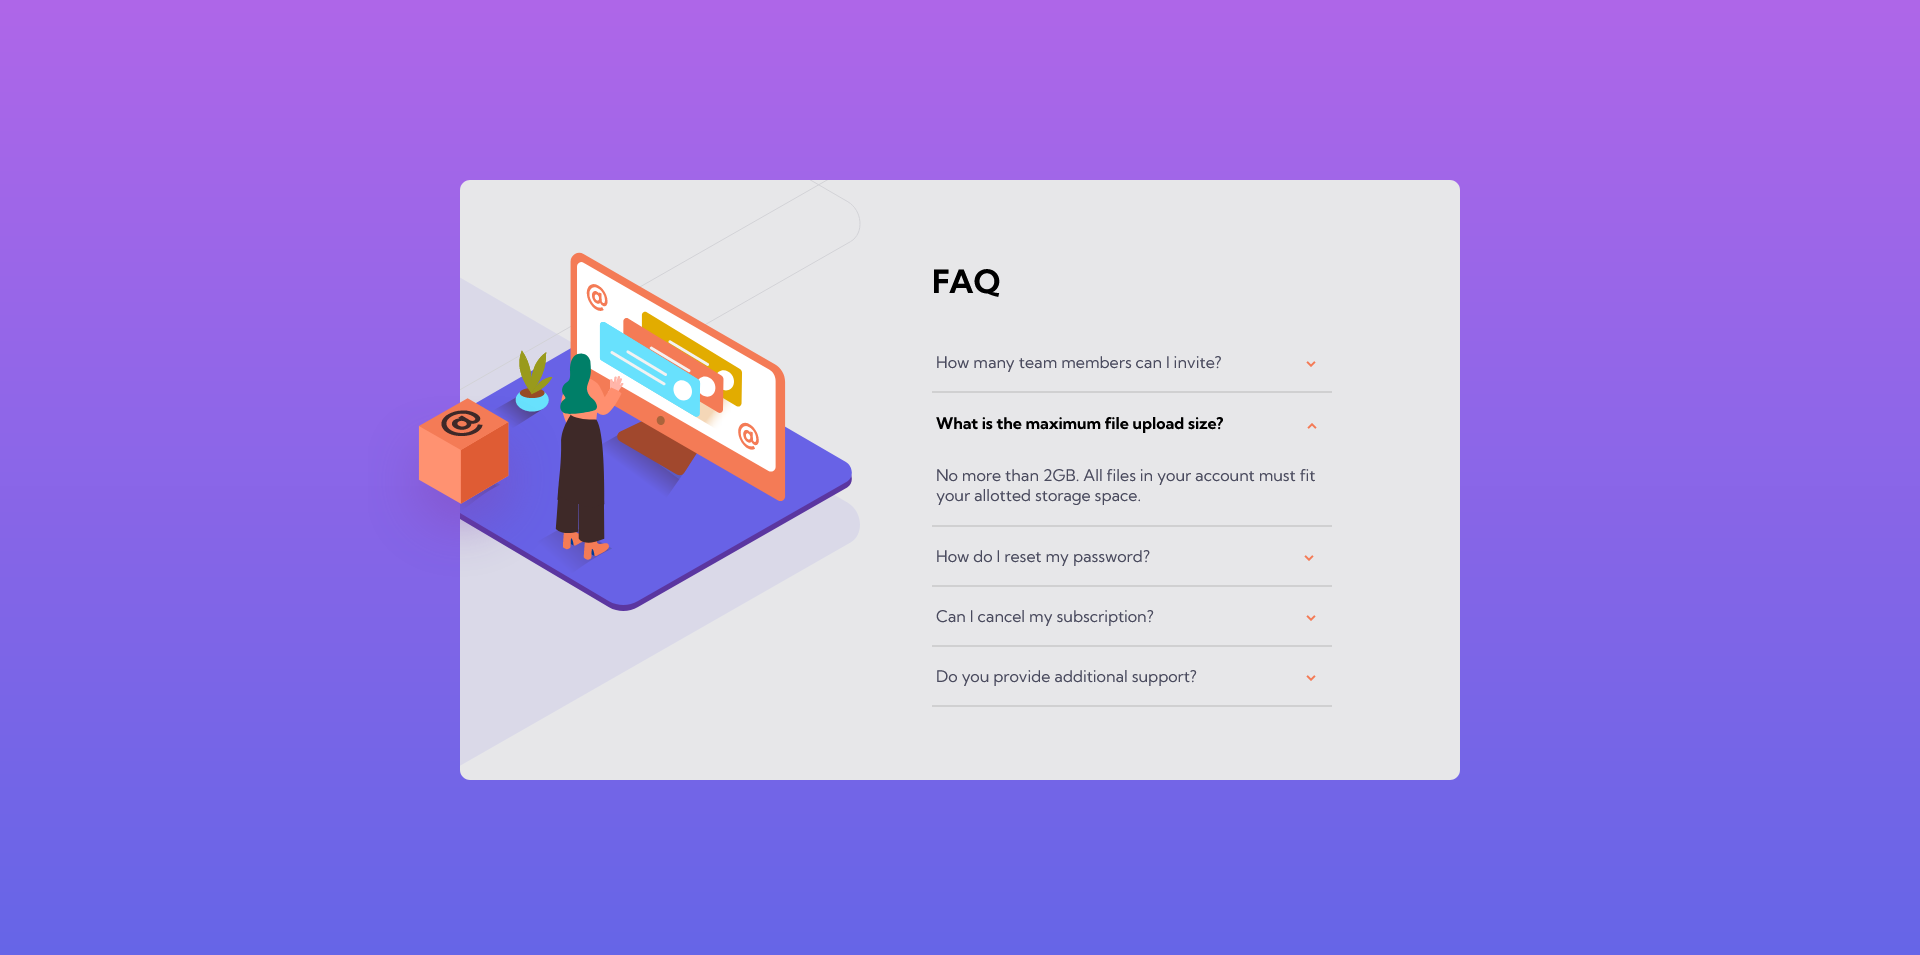 FAQ
How many team members can I invite?
What is the maximum file upload size?
No more than 2GB. All files in your account must fit
your allotted storage space.
How do I reset my password?
Can I cancel my subscription?
Do you provide additional support?
@
@
@